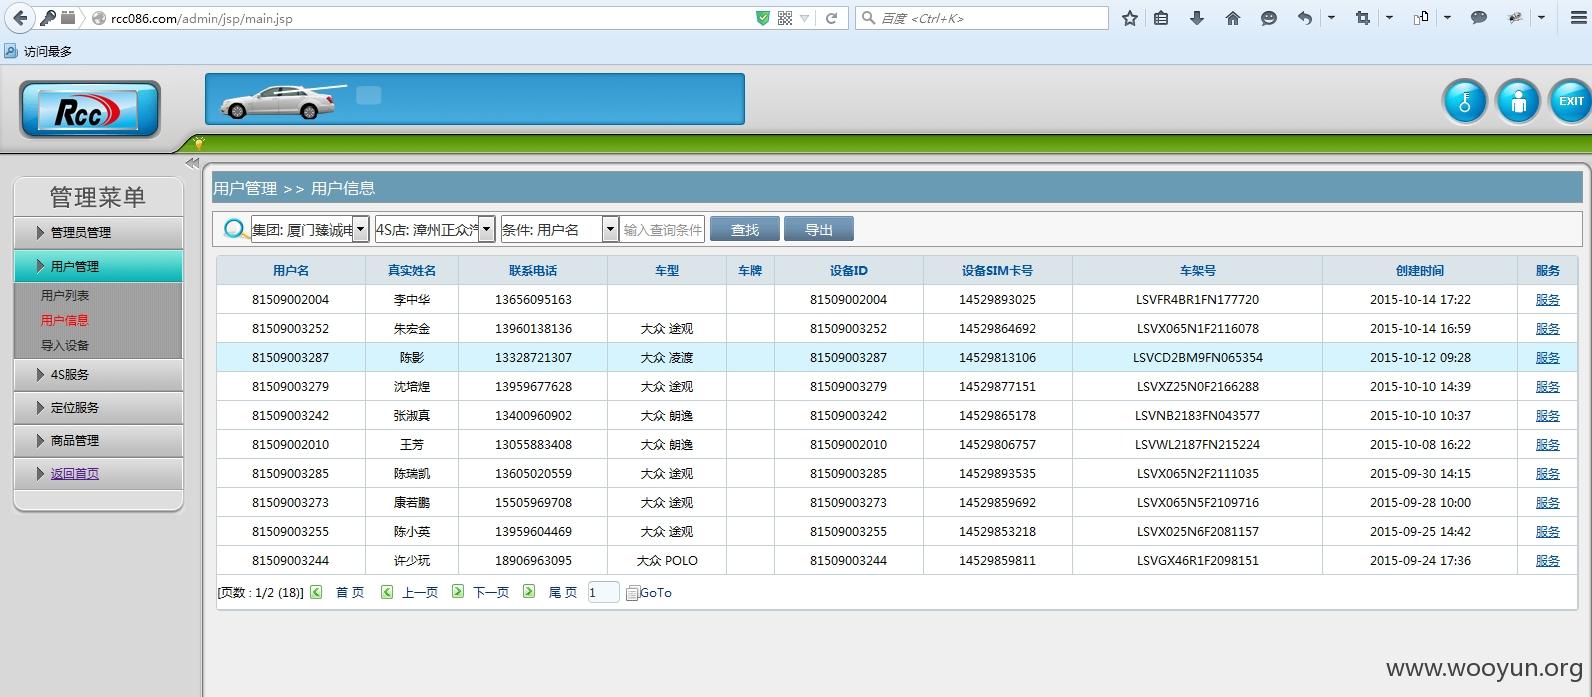 rcc086.com/admin/jsp/main.jsp
百度 <Ctrl+K>
访问最多
Rcc
EXIT
管理菜单
管理员管理
用户管理
用户列表
用户信息
导入设备
4S服务
定位服务
商品管理
返回首页
用户管理 >> 用户信息
集团: 厦门臻诚电 4S店: 漳州正众汽 条件: 用户名 输入查询条件 查找 导出
用户名 真实姓名 联系电话 车型 车牌 设备ID 设备SIM卡号 车架号 创建时间 服务
81509002004 李中华 13656095163 81509002004 14529893025 LSVFR4BR1FN177720 2015-10-14 17:22 服务
81509003252 朱宏金 13960138136 大众 途观 81509003252 14529864692 LSVX065N1F2116078 2015-10-14 16:59 服务
81509003287 陈影 13328721307 大众 凌渡 81509003287 14529813106 LSVCD2BM9FN065354 2015-10-12 09:28 服务
81509003279 沈培煌 13959677628 大众 途观 81509003279 14529877151 LSVXZ25N0F2166288 2015-10-10 14:39 服务
81509003242 张淑真 13400960902 大众 朗逸 81509003242 14529865178 LSVNB2183FN043577 2015-10-10 10:37 服务
81509002010 王芳 13055883408 大众 朗逸 81509002010 14529806757 LSVWL2187FN215224 2015-10-08 16:22 服务
81509003285 陈瑞凯 13605020559 大众 途观 81509003285 14529893535 LSVX065N2F2111035 2015-09-30 14:15 服务
81509003273 康若鹏 15505969708 大众 途观 81509003273 14529859692 LSVX065N5F2109716 2015-09-28 10:00 服务
81509003255 陈小英 13959604469 大众 途观 81509003255 14529853218 LSVX025N6F2081157 2015-09-25 14:42 服务
81509003244 许少玩 18906963095 大众 POLO 81509003244 14529859811 LSVGX46R1F2098151 2015-09-24 17:36 服务
[页数 : 1/2 (18)] 首 页 上一页 下一页 尾 页 1 GoTo
www.wooyun.org